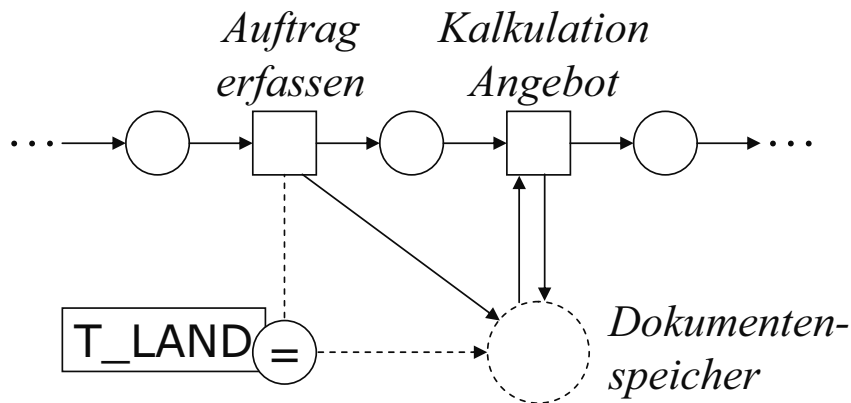 Auftrag
erfassen
Kalkulation
Angebot
...
...
T_LAND
=
Dokumenten-
speicher